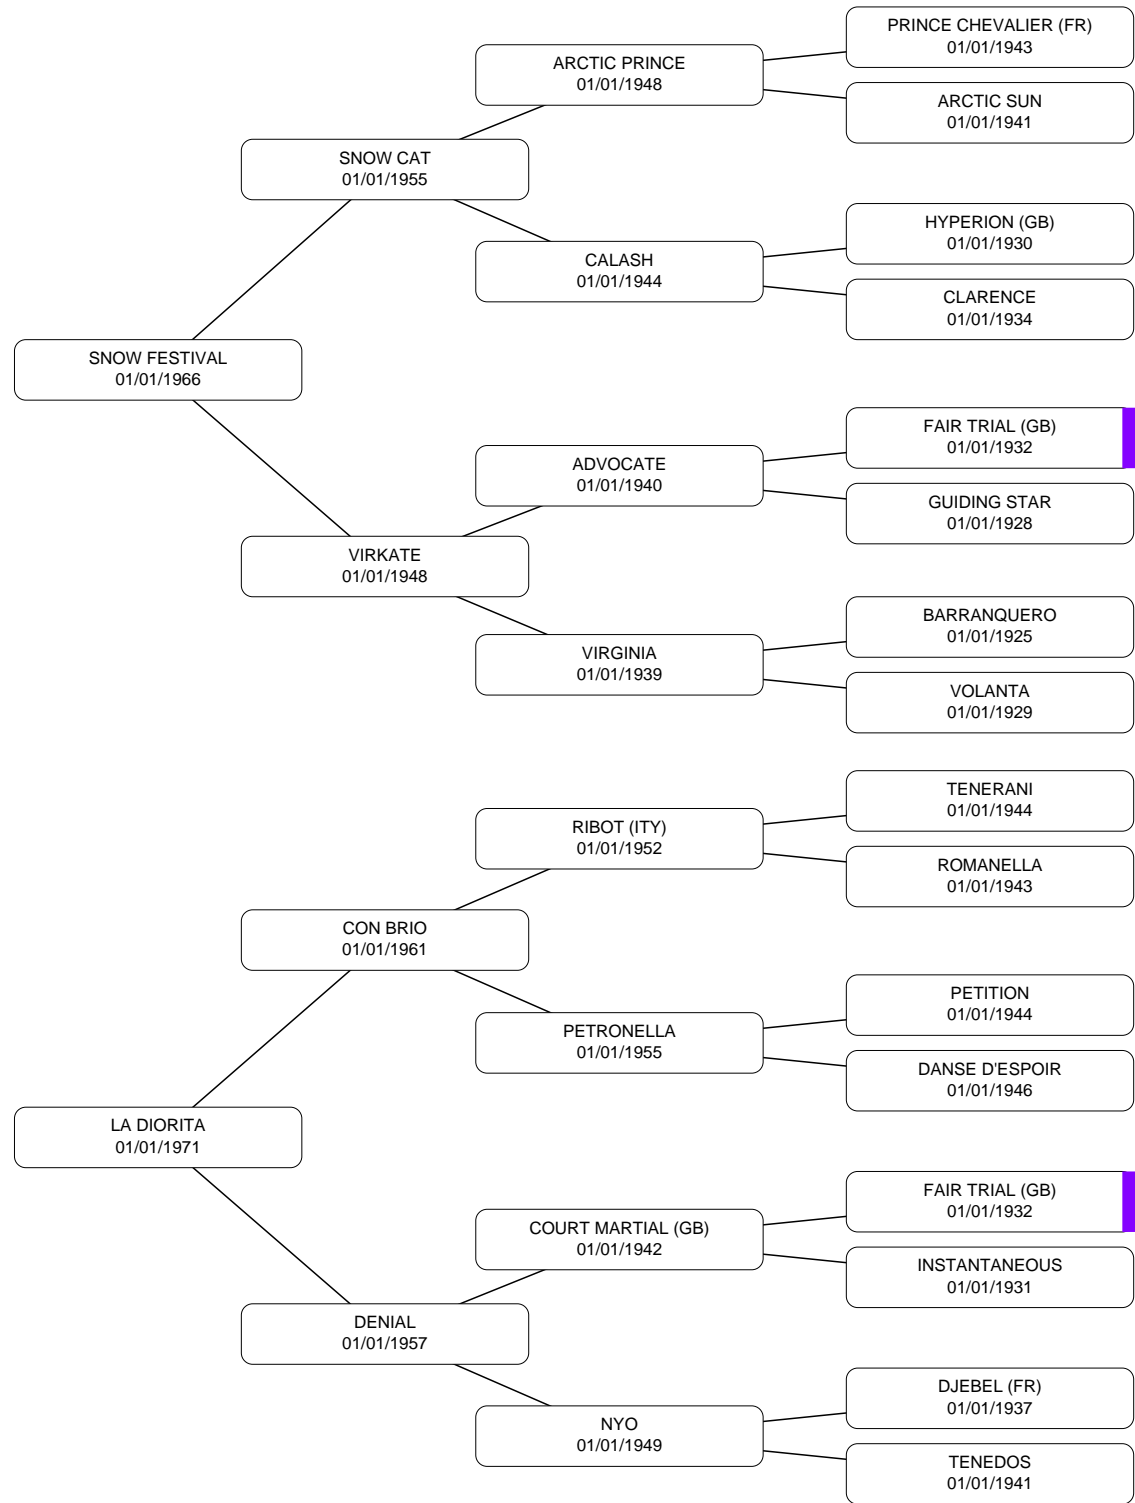 PRINCE CHEVALIER (FR)
01/01/1943
ARCTIC PRINCE
01/01/1948
ARCTIC SUN
01/01/1941
SNOW CAT
01/01/1955
HYPERION (GB)
01/01/1930
CALASH
01/01/1944
CLARENCE
01/01/1934
SNOW FESTIVAL
01/01/1966
FAIR TRIAL (GB)
01/01/1932
ADVOCATE
01/01/1940
GUIDING STAR
01/01/1928
VIRKATE
01/01/1948
BARRANQUERO
01/01/1925
VIRGINIA
01/01/1939
VOLANTA
01/01/1929
TENERANI
01/01/1944
RIBOT (ITY)
01/01/1952
ROMANELLA
01/01/1943
CON BRIO
01/01/1961
PETITION
01/01/1944
PETRONELLA
01/01/1955
DANSE D'ESPOIR
01/01/1946
LA DIORITA
01/01/1971
FAIR TRIAL (GB)
01/01/1932
COURT MARTIAL (GB)
01/01/1942
INSTANTANEOUS
01/01/1931
DENIAL
01/01/1957
DJEBEL (FR)
01/01/1937
NYO
01/01/1949
TENEDOS
01/01/1941